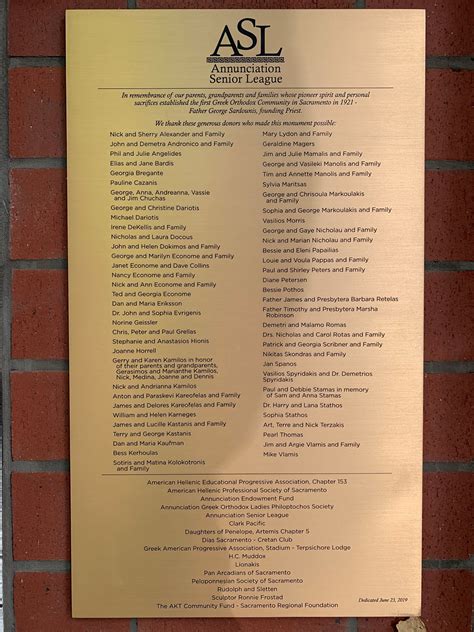 ASL
Annunciation
Senior League
In remembrance of our parents, grandparents and families whose pioneer spirit and personal
sacrifices established the first Greek Orthodox Community in Sacramento in 1921 -
Father George Sardounis, founding Priest.
We thank these generous donors who made this monument possible:
Nick and Sherry Alexander and Family
John and Demetra Andronico and Family
Phil and Julie Angelides
Elias and Jane Bardis
Georgia Bregante
Pauline Cazanis
George, Anna, Andreanna, Vassie
and Jim Chuchas
George and Christine Dariotis
Michael Dariotis
Irene DeKellis and Family
Nicholas and Laura Docous
John and Helen Dokimos and Family
George and Marilyn Econome and Family
Janet Econome and Dave Collins
Nancy Econome and Family
Nick and Ann Econome and Family
Ted and Georgia Econome
Dan and Maria Eriksson
Dr. John and Sophia Evrigenis
Norine Geissler
Chris, Peter and Paul Grellas
Stephanie and Anastasios Hionis
Joanne Horrell
Gerry and Karen Kamilos in honor
of their parents and grandparents,
Gerasimos and Mamanthe Kamilos,
Nick, Medina, Joanne and Dennis
Nick and Andrianna Kamilos
Anton and Paraskevi Kareofelas and Family
James and Delores Kareofelas and Family
William and Helen Karneges
James and Lucille Kastanis and Family
Terry and George Kastanis
Dan and Maria Kaufman
Bess Kerhoulas
Sotiris and Matina Kolokotronis
and Family
Mary Lydon and Family
Geraldine Magers
Jim and Julie Mamalis and Family
George and Vasileki Manolis and Family
Tim and Annette Manolis and Family
Sylvia Maritsas
George and Chrisoula Markoulakis
and Family
Sophia and George Markoulakis and Family
Vasilios Morris
George and Gaye Nicholau and Family
Nick and Marian Nicholau and Family
Bessie and Eleni Papailias
Louie and Voula Pappas and Family
Paul and Shirley Peters and Family
Diane Petersen
Bessie Pothos
Father James and Presbytera Barbara Retelas
Father Timothy and Presbytera Marsha
Robinson
Demetri and Malamo Romas
Drs. Nicholas and Carol Rotas and Family
Patrick and Georgia Scribner and Family
Nikitas Skondras and Family
Jan Spanos
Vasilios Spyridakis and Dr. Demetrios
Spyridakis
Paul and Debbie Stamas in memory
of Sam and Anna Stamas
Dr. Harry and Lana Stathos
Sophia Stathos
Art, Terre and Nick Terzakis
Pearl Thomas
Jim and Argie Vlamis and Family
Mike Vlamis
American Hellenic Educational Progressive Association, Chapter 153
American Hellenic Professional Society of Sacramento
Annunciation Endowment Fund
Annunciation Greek Orthodox Ladies Philoptochos Society
Annunciation Senior League
Clark Pacific
Daughters of Penelope, Artemis Chapter 5
Dias Sacramento - Cretan Club
Greek American Progressive Association, Stadium - Terpsichore Lodge
H.C. Muddox
Lionakis
Pan Arcadians of Sacramento
Peloponnesian Society of Sacramento
Rudolph and Sletten
Sculptor Ronnie Frostad
The AKT Community Fund - Sacramento Regional Foundation
Dedicated June 23, 2019